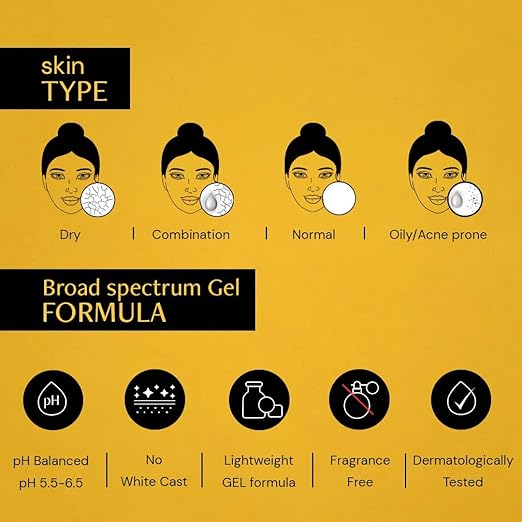 skin
TYPE
Dry | Combination | Normal | Oily/Acne prone
Broad spectrum Gel
FORMULA
pH
pH Balanced | No | Lightweight | Fragrance | Dermatologically
pH 5.5-6.5 | White Cast | GEL formula | Free | Tested